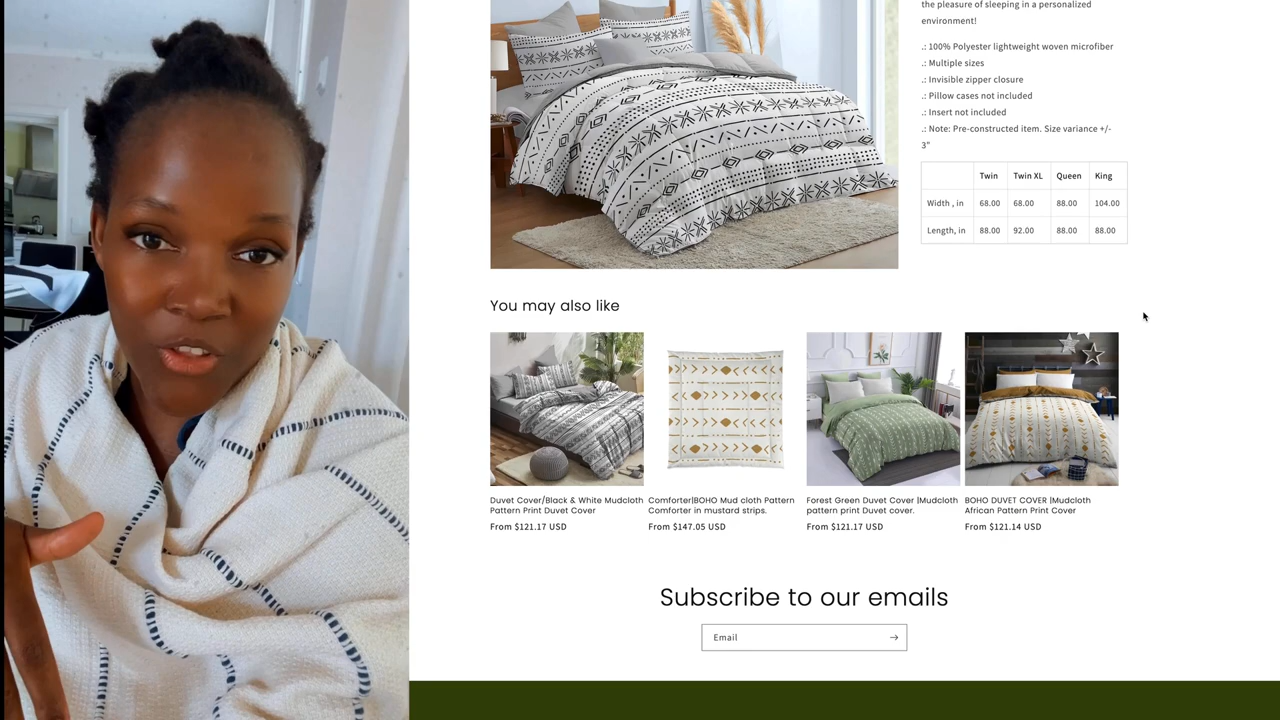 the pleasure of sleeping in a personalized
environment!
.: 100% Polyester lightweight woven microfiber
.: Multiple sizes
.: Invisible zipper closure
.: Pillow cases not included
.: Insert not included
.: Note: Pre-constructed item. Size variance +/-
3"
Twin Twin XL Queen King
Width , in 68.00 68.00 88.00 104.00
Length, in 88.00 92.00 88.00 88.00
You may also like
Duvet Cover/Black & White Mudcloth
Pattern Print Duvet Cover
From $121.17 USD
Comforter|BOHO Mud cloth Pattern
Comforter in mustard strips.
From $147.05 USD
Forest Green Duvet Cover |Mudcloth
pattern print Duvet cover.
From $121.17 USD
BOHO DUVET COVER |Mudcloth
African Pattern Print Cover
From $121.14 USD
Subscribe to our emails
Email